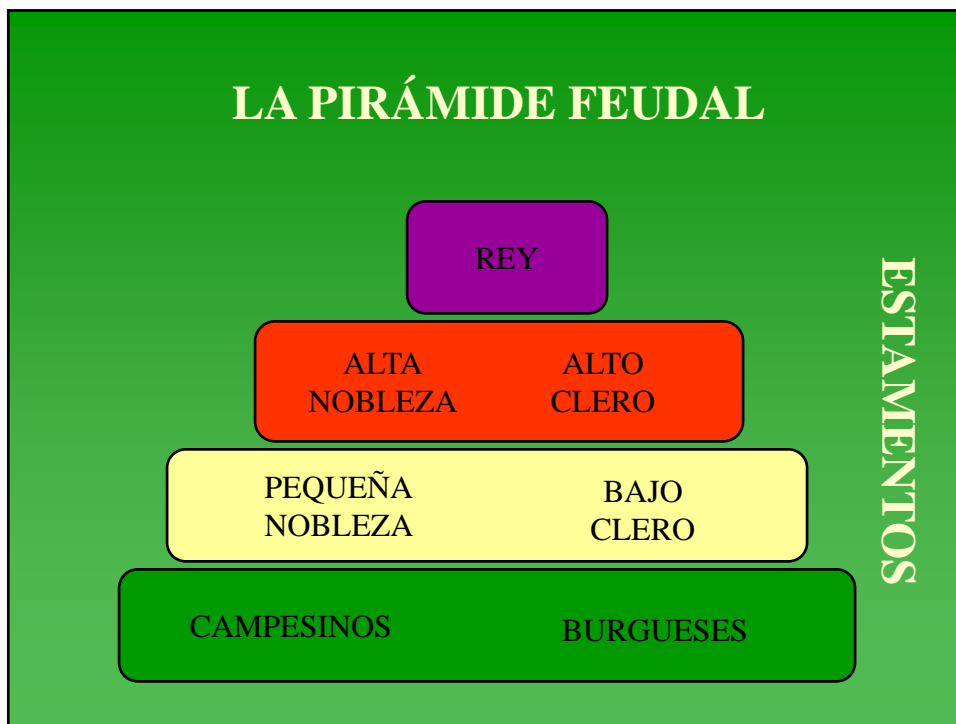 LA PIRÁMIDE FEUDAL
REY
ALTA
NOBLEZA
ALTO
CLERO
PEQUEÑA
NOBLEZA
BAJO
CLERO
CAMPESINOS
BURGUESES
ESTAMENTOS